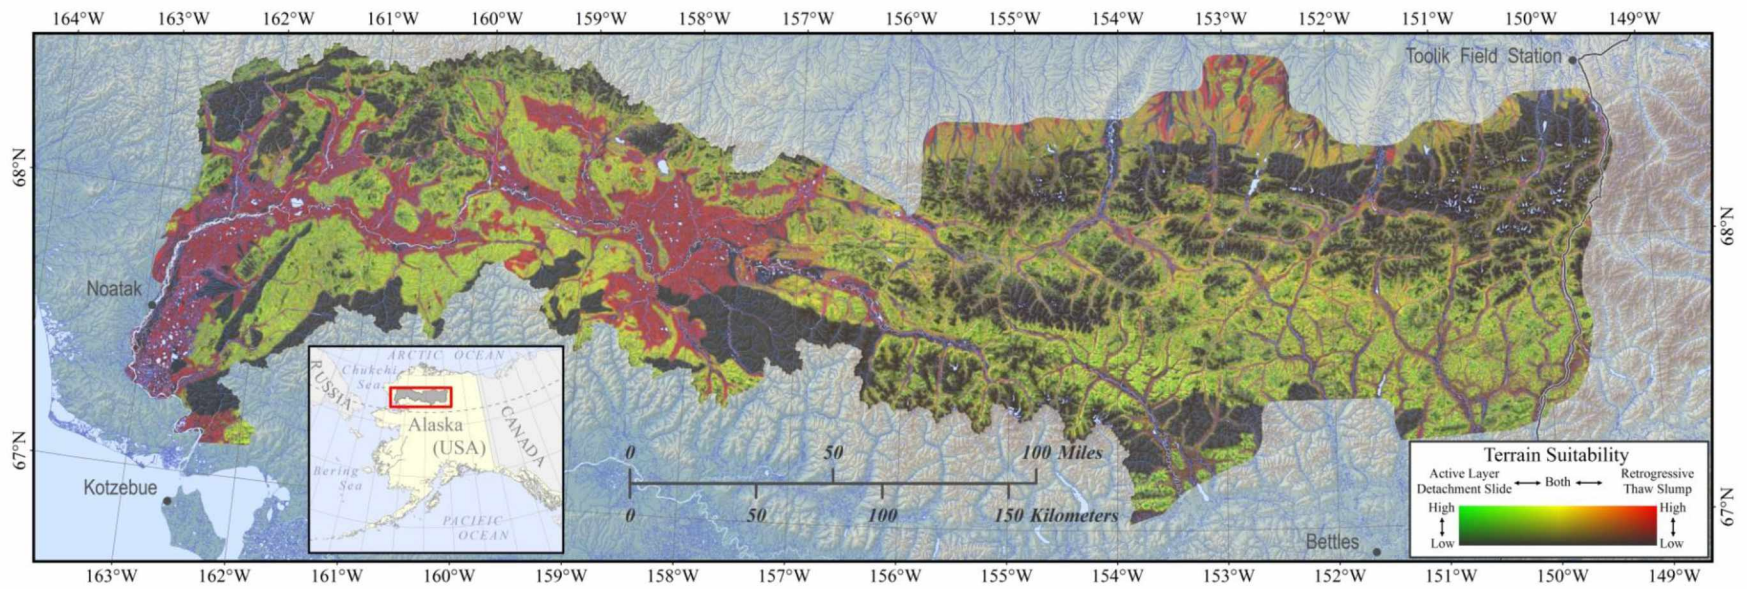 164°W 163°W 162°W 161°W 160°W 159°W 158°W 157°W 156°W 155°W 154°W 153°W 152°W 151°W 150°W 149°W
Toolik Field Station
68°N
68°N
Noatak
ARCTIC OCEAN
Chukchi
Sea
RUSSIA
CANADA
Alaska
(USA)
Bering
Sea
PACIFIC
OCEAN
67°N
Kotzebue
0 50 100 Miles
0 50 100 150 Kilometers
Terrain Suitability
Active Layer
Detachment Slide
Both
Retrogressive
Thaw Slump
High
Low
High
Low
67°N
Bettles
163°W 162°W 161°W 160°W 159°W 158°W 157°W 156°W 155°W 154°W 153°W 152°W 151°W 150°W 149°W